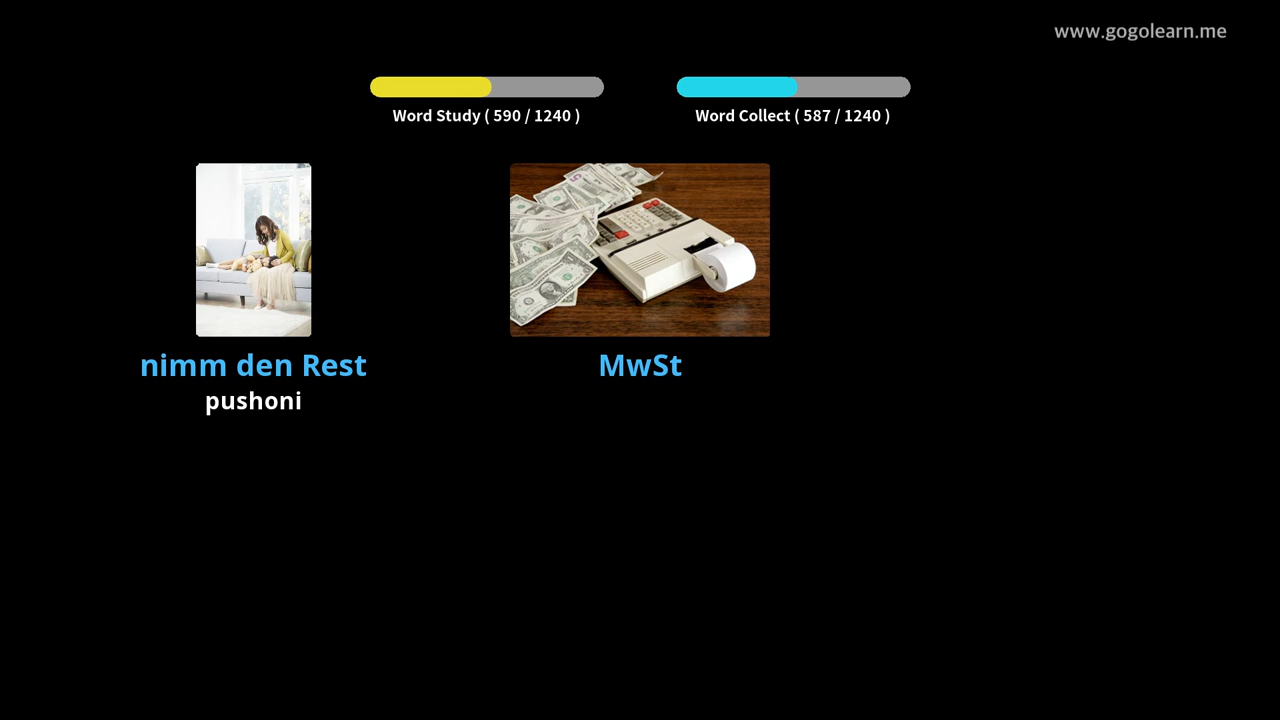 www.gogolearn.me
Word Study ( 590 / 1240 )
Word Collect ( 587 / 1240 )
nimm den Rest
pushoni
MwSt